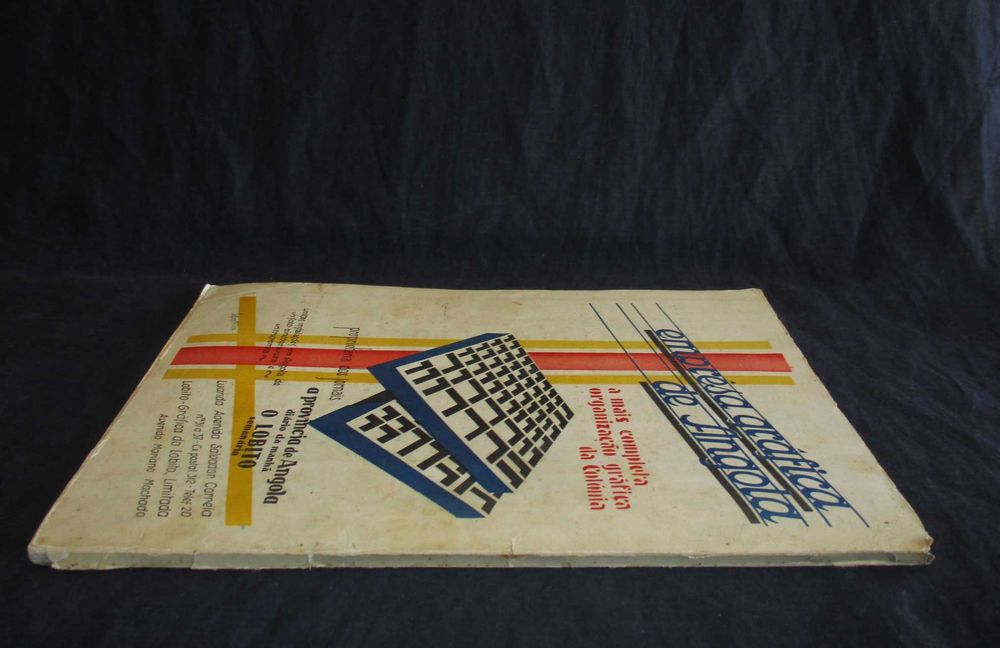 empresa gráfica
de Angola
a mais completa
organização gráfica
da Colonia
proprietária dos jornais
a província de Angola
diário da manhã
O LOBITO
semanário
Luanda Avenida Salvador Correia
Lobito-Gráfica do Lobito, Limitada
Avenida Mariano Machado